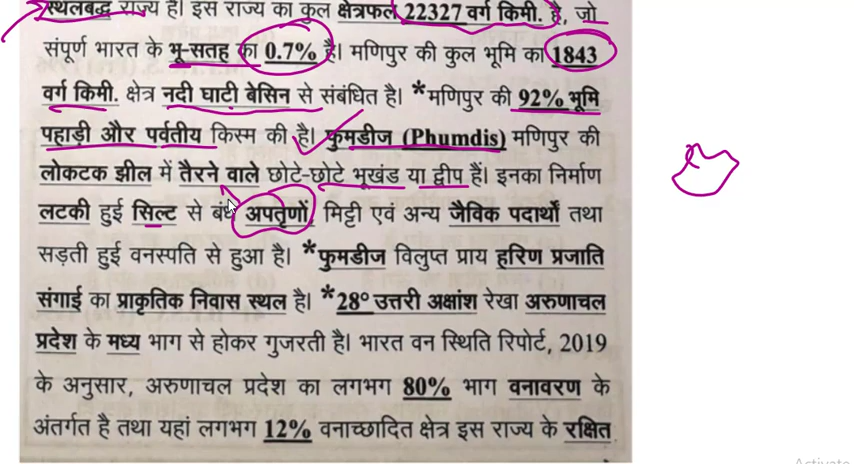 स्थलबद्ध राज्य है। इस राज्य का कुल क्षेत्रफल 22327 वर्ग किमी. है, जो
संपूर्ण भारत के भू-सतह का 0.7% है। मणिपुर की कुल भूमि का 1843
वर्ग किमी. क्षेत्र नदी घाटी बेसिन से संबंधित है। *मणिपुर की 92% भूमि
पहाड़ी और पर्वतीय किस्म की है। फुमडीज (Phumdis) मणिपुर की
लोकटक झील में तैरने वाले छोटे-छोटे भूखंड या द्वीप हैं। इनका निर्माण
लटकी हुई सिल्ट से बंधे अपतृणों, मिट्टी एवं अन्य जैविक पदार्थों तथा
सड़ती हुई वनस्पति से हुआ है। *फुमडीज विलुप्त प्राय हरिण प्रजाति
संगाई का प्राकृतिक निवास स्थल है। *28° उत्तरी अक्षांश रेखा अरुणाचल
प्रदेश के मध्य भाग से होकर गुजरती है। भारत वन स्थिति रिपोर्ट, 2019
के अनुसार, अरुणाचल प्रदेश का लगभग 80% भाग वनावरण के
अंतर्गत है तथा यहां लगभग 12% वनाच्छादित क्षेत्र इस राज्य के रक्षित